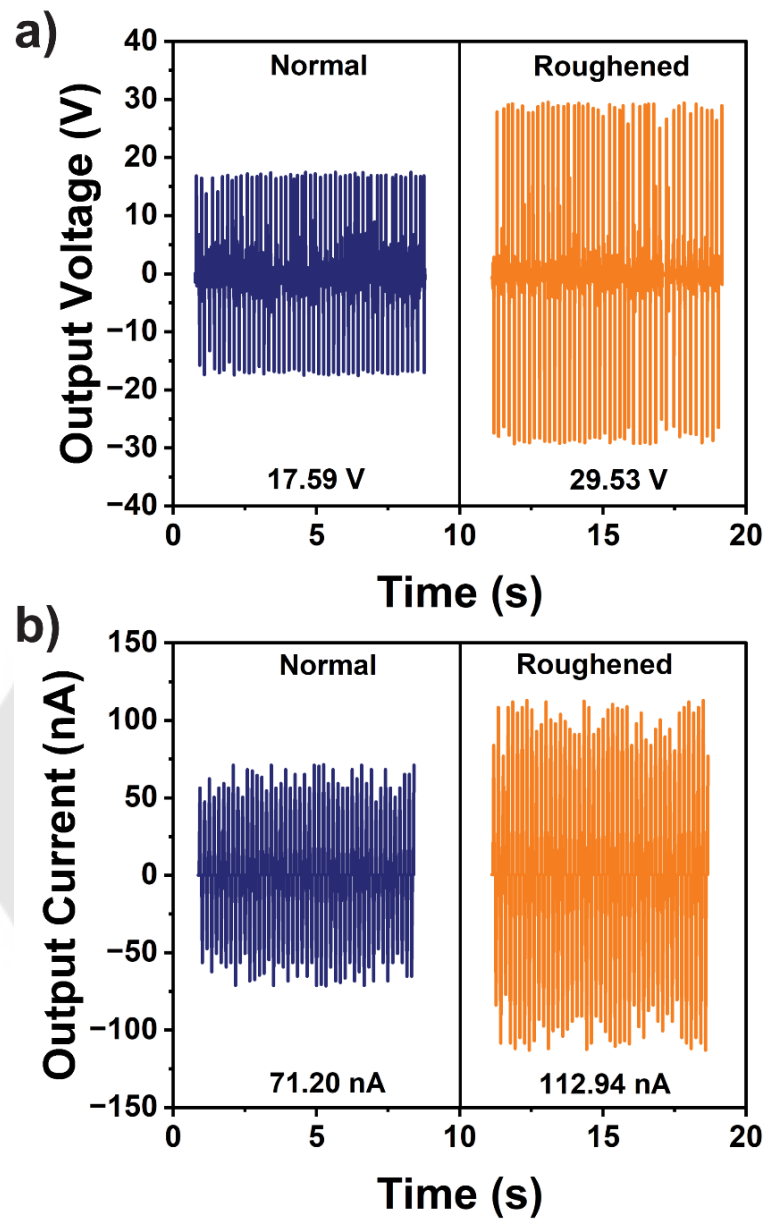 a)
Output Voltage (V)
40
30
20
10
0
−10
−20
−30
−40
Normal
Roughened
17.59 V
29.53 V
0
5
10
15
20
Time (s)
b)
Output Current (nA)
150
100
50
0
−50
−100
−150
Normal
Roughened
71.20 nA
112.94 nA
0
5
10
15
20
Time (s)